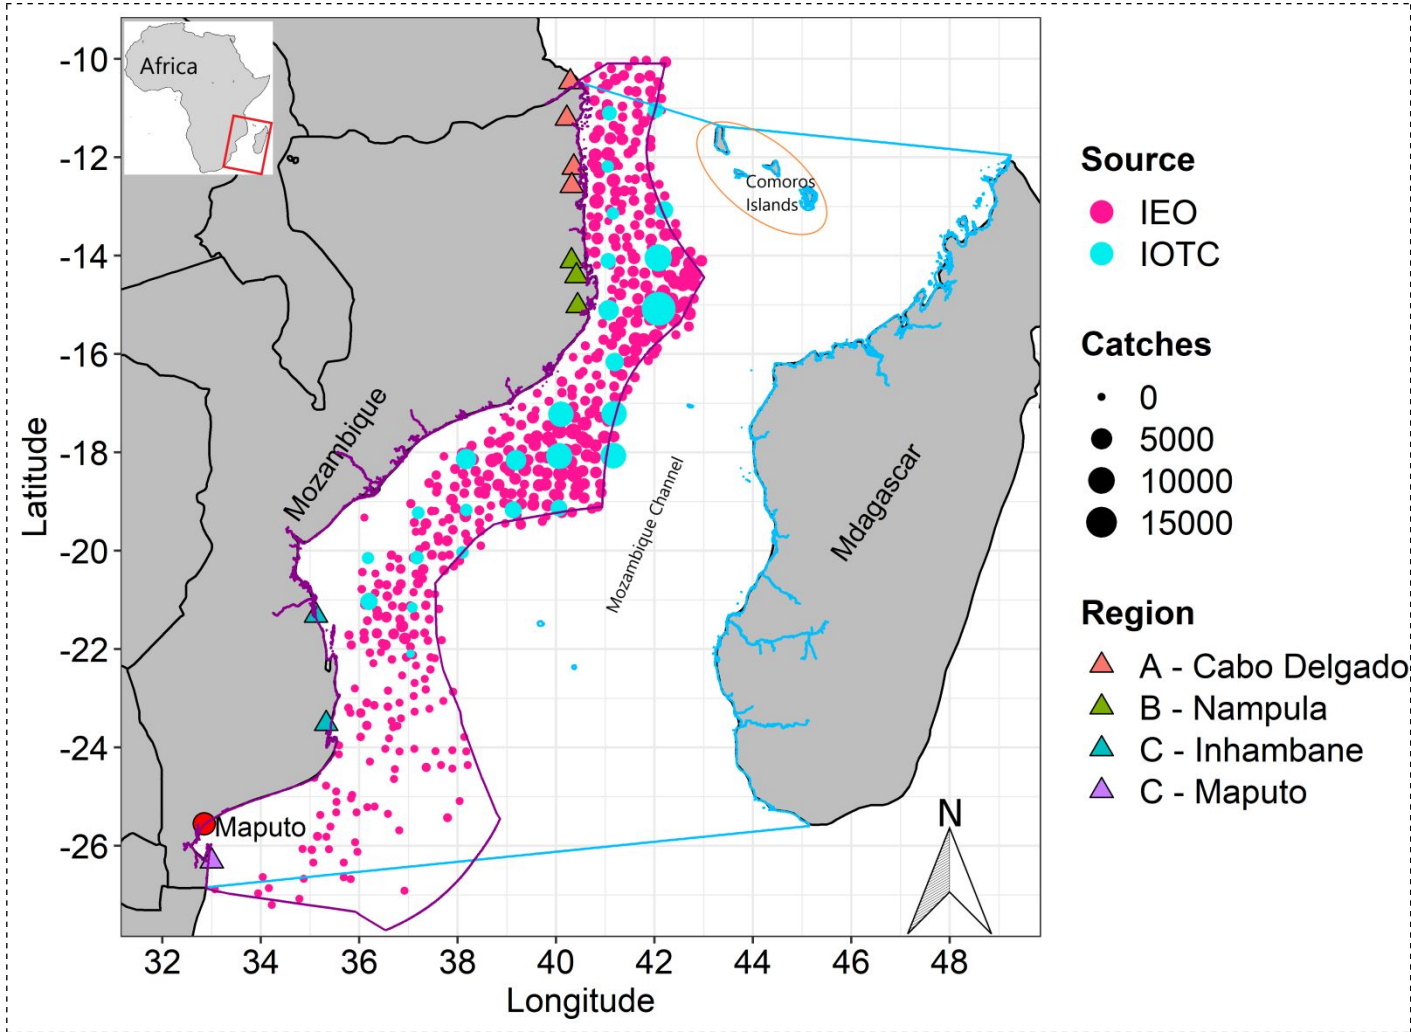 Africa
-10
-12
-14
-16
-18
-20
-22
-24
-26
Latitude
32
34
36
38
40
42
44
46
48
Longitude
8
Comoros
Islands
Mozambique
Mozambique Channel
Mdagascar
Maputo
N
Source
IEO
IOTC
Catches
0
5000
10000
15000
Region
A - Cabo Delgado
B - Nampula
C - Inhambane
C - Maputo